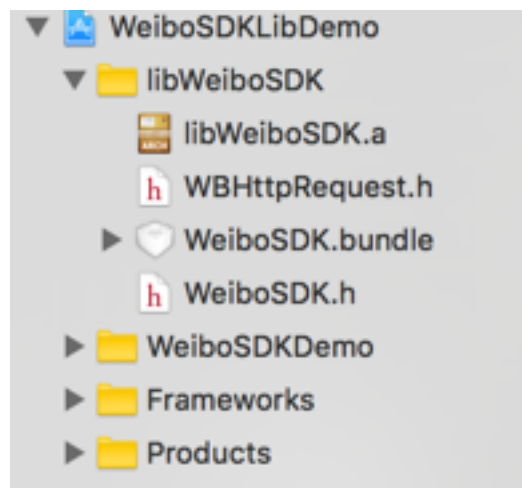 WeiboSDKLibDemo
libWeiboSDK
libWeiboSDK.a
WBHttpRequest.h
WeiboSDK.bundle
WeiboSDK.h
WeiboSDKDemo
Frameworks
Products